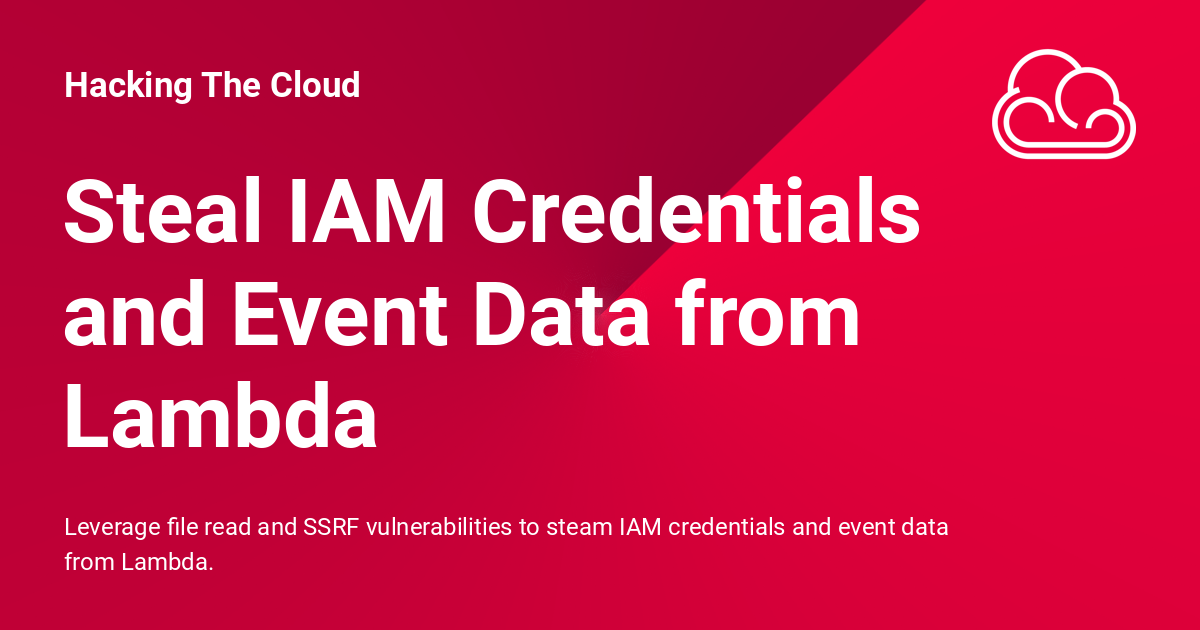 Hacking The Cloud
Steal IAM Credentials
and Event Data from
Lambda
Leverage file read and SSRF vulnerabilities to steam IAM credentials and event data
from Lambda.